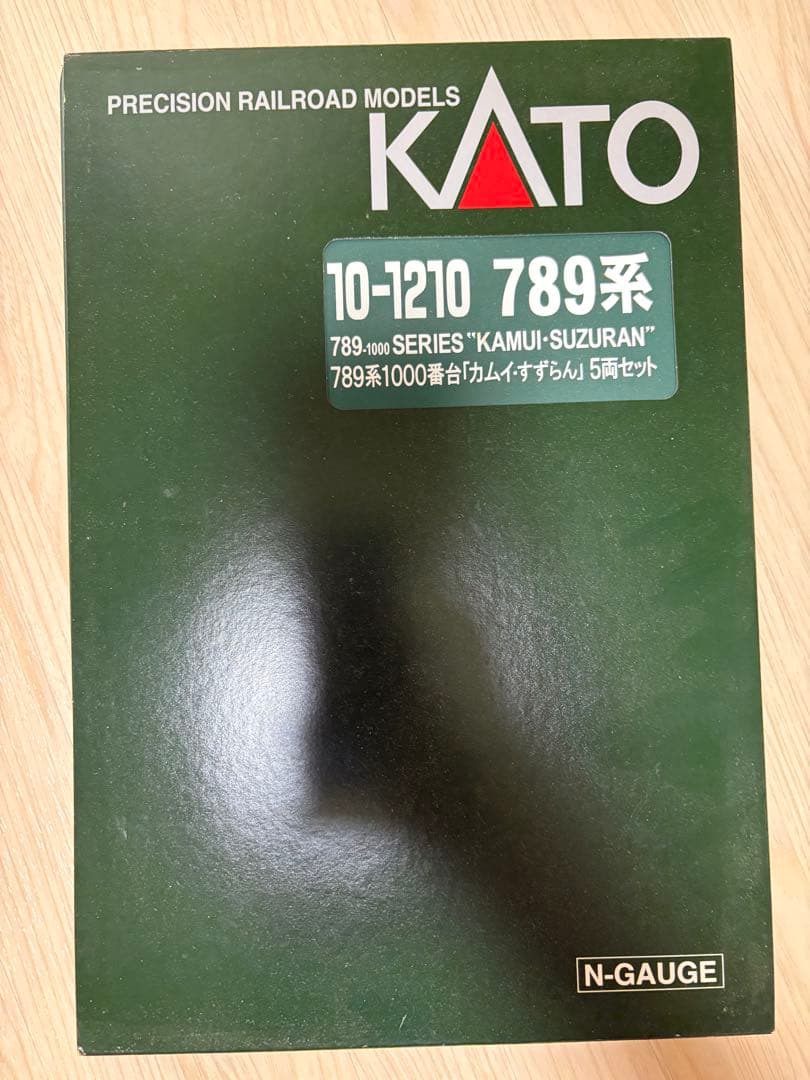 PRECISION RAILROAD MODELS
KATO
10-1210 789系
789-1000 SERIES "KAMUI・SUZURAN"
789系1000番台「カムイ・すずらん」5両セット
N-GAUGE